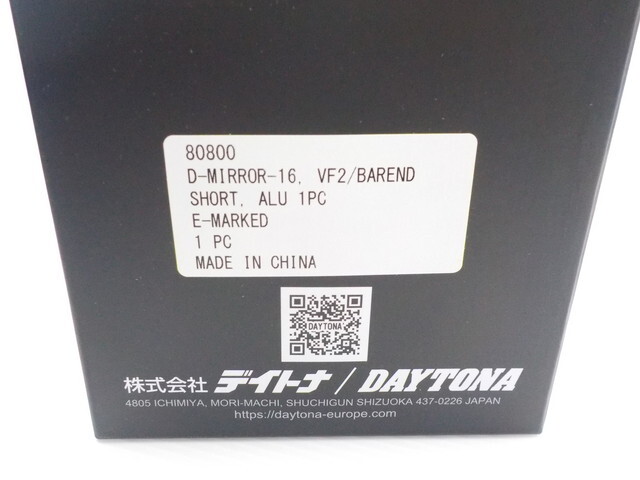 80800
D-MIRROR-16, VF2/BAREND
SHORT, ALU 1PC
E-MARKED
1 PC
MADE IN CHINA
DAYTONA
株式会社 デイトナ / DAYTONA
4805 ICHIMIYA, MORI-MACHI, SHUCHIGUN SHIZUOKA 437-0226 JAPAN
https://daytona-europe.com/